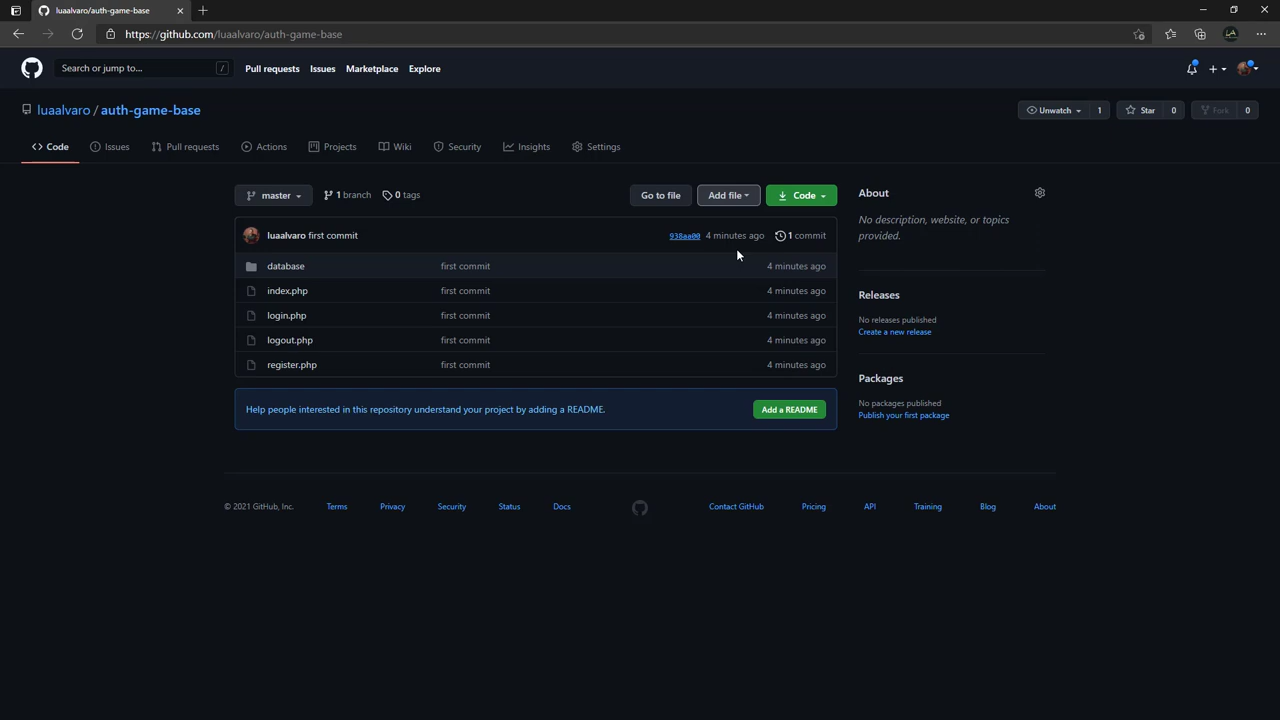 luaalvaro/auth-game-base
https://github.com/luaalvaro/auth-game-base
Search or jump to... /
Pull requests Issues Marketplace Explore
luaalvaro / auth-game-base
Unwatch 1 Star 0 Fork 0
Code Issues Pull requests Actions Projects Wiki Security Insights Settings
master 1 branch 0 tags Go to file Add file Code
luaalvaro first commit 938aa00 4 minutes ago 1 commit
database first commit 4 minutes ago
index.php first commit 4 minutes ago
login.php first commit 4 minutes ago
logout.php first commit 4 minutes ago
register.php first commit 4 minutes ago
Help people interested in this repository understand your project by adding a README. Add a README
About
No description, website, or topics
provided.
Releases
No releases published
Create a new release
Packages
No packages published
Publish your first package
© 2021 GitHub, Inc. Terms Privacy Security Status Docs Contact GitHub Pricing API Training Blog About